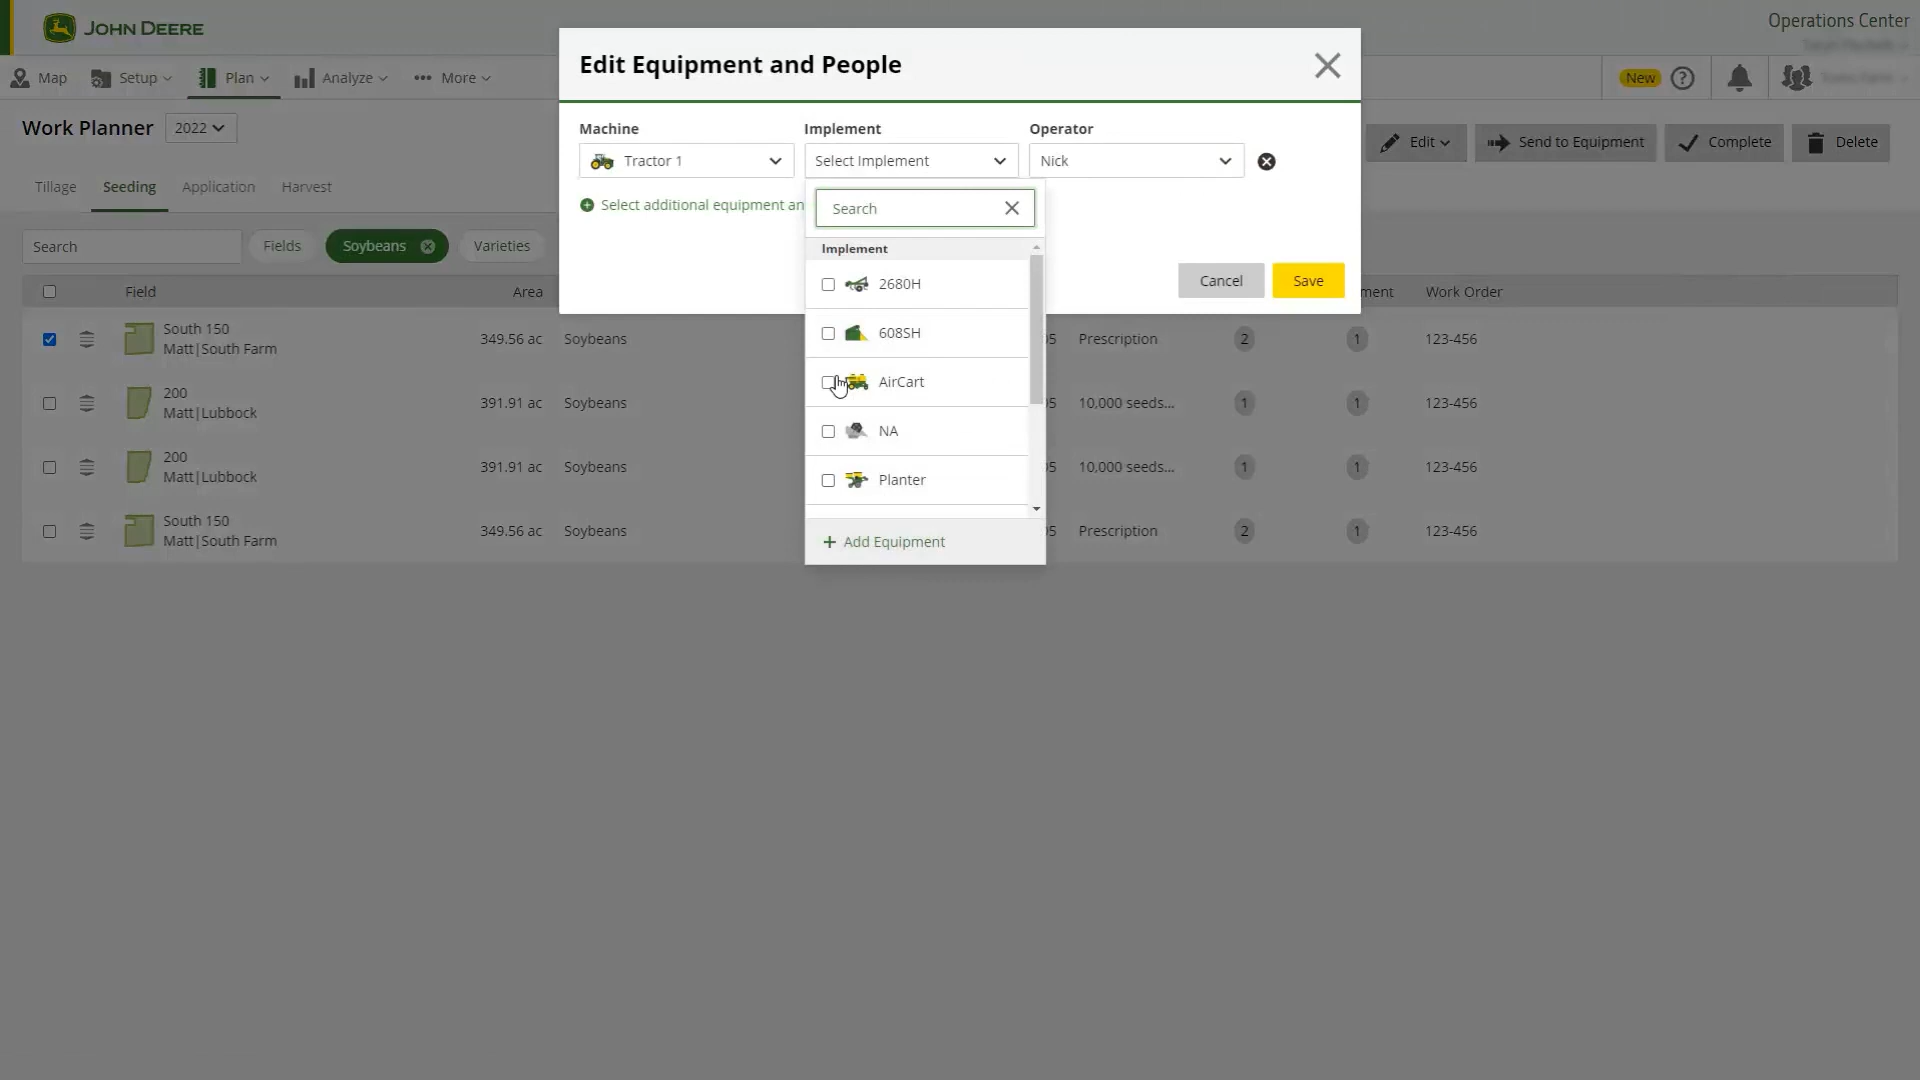 JOHN DEERE
Operations Center
Map
Setup
Plan
Analyze
More
New
Work Planner
2022
Edit
Send to Equipment
Complete
Delete
Tillage
Seeding
Application
Harvest
Search
Fields
Soybeans
Varieties
Edit Equipment and People
Machine
Implement
Operator
Tractor 1
Select Implement
Nick
Select additional equipment an
Search
Implement
2680H
608SH
AirCart
NA
Planter
Add Equipment
Cancel
Save
Field
Area
ment
Work Order
South 150
Matt|South Farm
349.56 ac
Soybeans
05
Prescription
2
1
123-456
200
Matt|Lubbock
391.91 ac
Soybeans
05
10,000 seeds...
1
1
123-456
200
Matt|Lubbock
391.91 ac
Soybeans
05
10,000 seeds...
1
1
123-456
South 150
Matt|South Farm
349.56 ac
Soybeans
05
Prescription
2
1
123-456